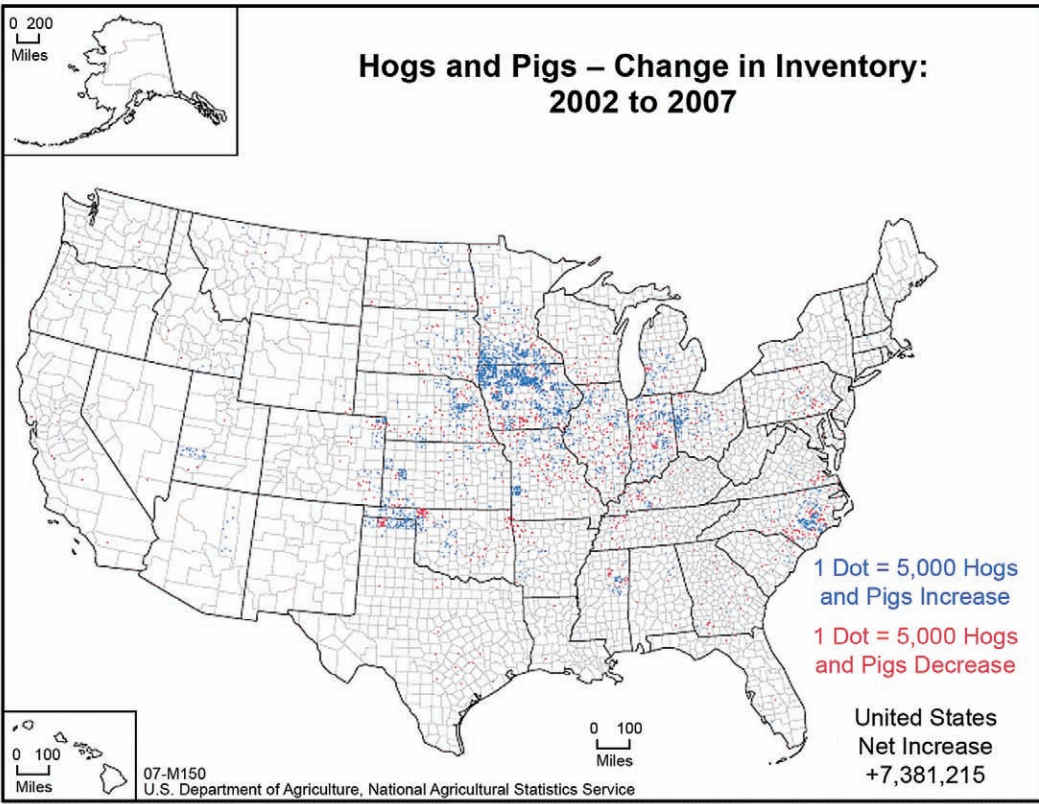 0 200
Miles
Hogs and Pigs – Change in Inventory:
2002 to 2007
1 Dot = 5,000 Hogs
and Pigs Increase
1 Dot = 5,000 Hogs
and Pigs Decrease
United States
Net Increase
+7,381,215
0 100
Miles
0 100
Miles
07-M150
U.S. Department of Agriculture, National Agricultural Statistics Service